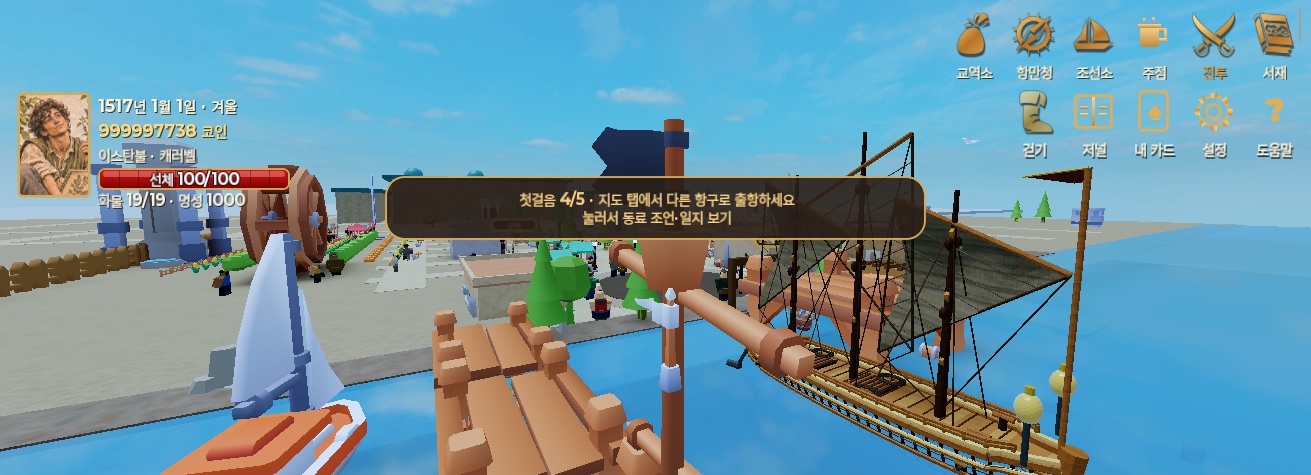 교역소
항만청
조선소
주점
전투
서재
걷기
저널
내 카드
설정
?
도움말
1517년 1월 1일 · 겨울
999997738 코인
이스탄불 · 캐러벨
선체 100/100
화물 19/19 · 명성 1000
첫걸음 4/5 · 지도 탭에서 다른 항구로 출항하세요
눌러서 동료 조언·일지 보기